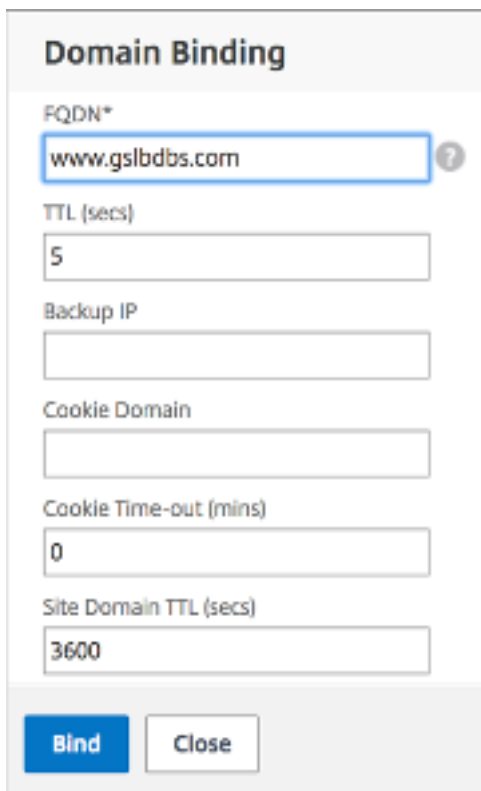 Domain Binding
FQDN*
www.gslbdbs.com
?
TTL (secs)
5
Backup IP
Cookie Domain
Cookie Time-out (mins)
0
Site Domain TTL (secs)
3600
Bind Close